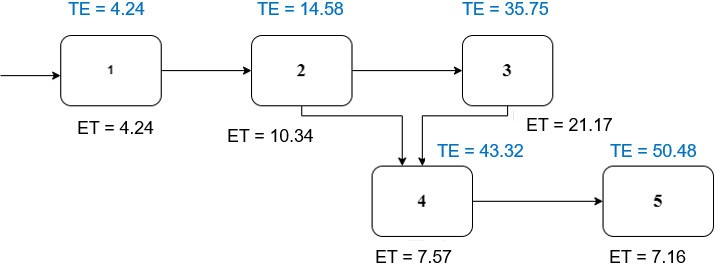 TE = 4.24
TE = 14.58
TE = 35.75
1
2
3
ET = 4.24
ET = 10.34
ET = 21.17
TE = 43.32
TE = 50.48
4
5
ET = 7.57
ET = 7.16